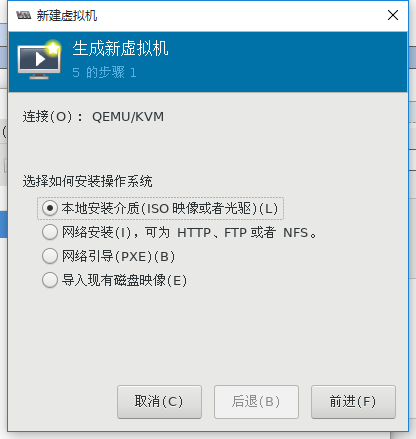 新建虚拟机
生成新虚拟机
5 的步骤 1
连接(O)： QEMU/KVM
选择如何安装操作系统
本地安装介质(ISO 映像或者光驱)(L)
网络安装(I)，可为 HTTP、FTP 或者 NFS。
网络引导(PXE)(B)
导入现有磁盘映像(E)
取消(C)
后退(B)
前进(F)